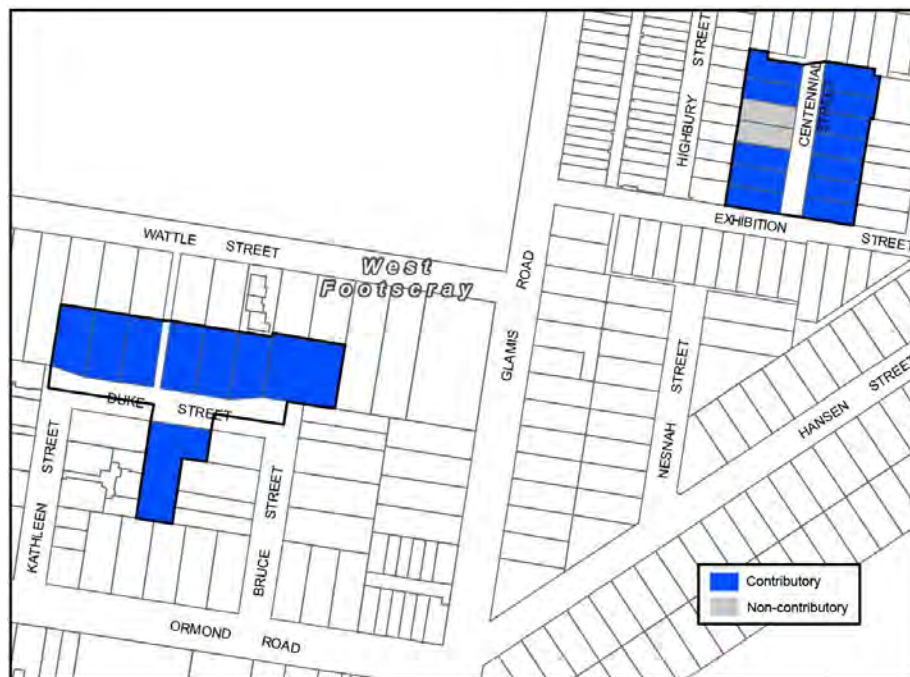 HIGHBURY STREET
CENTENNIAL STREET
EXHIBITION STREET
WATTLE STREET
West
Footscray
GLAMIS ROAD
NESNAH STREET
HANSEN STREET
DUKE STREET
KATHLEEN STREET
BRUCE STREET
ORMOND ROAD
Contributory
Non-contributory